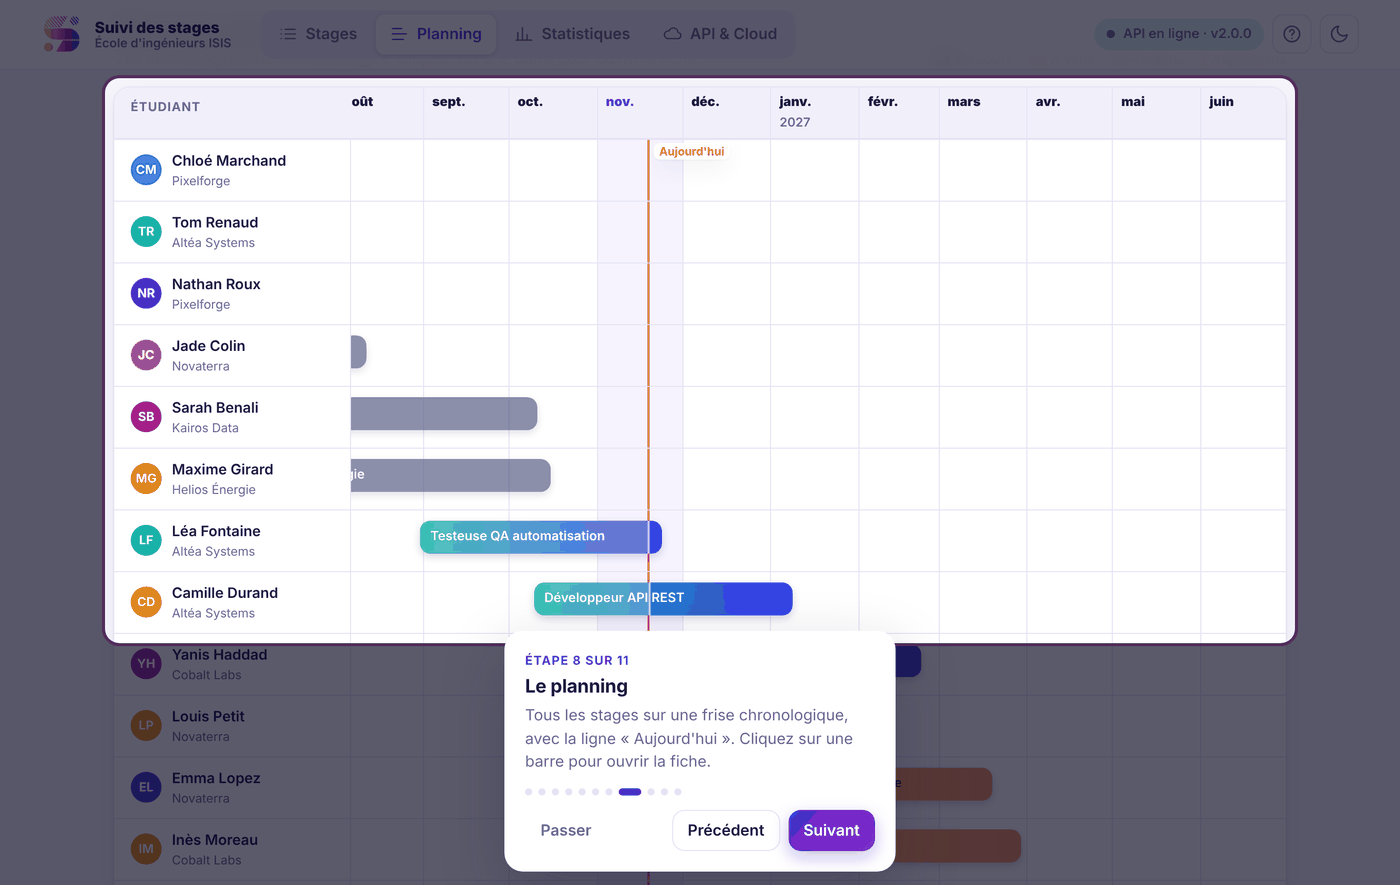 Suivi des stages
École d'ingénieurs ISIS
Stages
Planning
Statistiques
API & Cloud
API en ligne · v2.0.0
ÉTUDIANT
oût
sept.
oct.
nov.
déc.
janv.
2027
févr.
mars
avr.
mai
juin
Aujourd'hui
CM
Chloé Marchand
Pixelforge
TR
Tom Renaud
Altéa Systems
NR
Nathan Roux
Pixelforge
JC
Jade Colin
Novaterra
SB
Sarah Benali
Kairos Data
MG
Maxime Girard
Helios Énergie
gie
LF
Léa Fontaine
Altéa Systems
Testeuse QA automatisation
CD
Camille Durand
Altéa Systems
Développeur API REST
YH
Yanis Haddad
Cobalt Labs
LP
Louis Petit
Novaterra
EL
Emma Lopez
Novaterra
e
IM
Inès Moreau
Cobalt Labs
ÉTAPE 8 SUR 11
Le planning
Tous les stages sur une frise chronologique,
avec la ligne « Aujourd'hui ». Cliquez sur une
barre pour ouvrir la fiche.
Passer
Précédent
Suivant